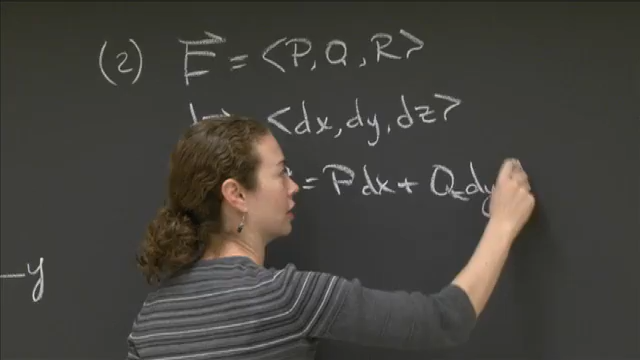 (2) F⃗ = <P, Q, R>
<dx, dy, dz>
= P dx + Q dy
-y